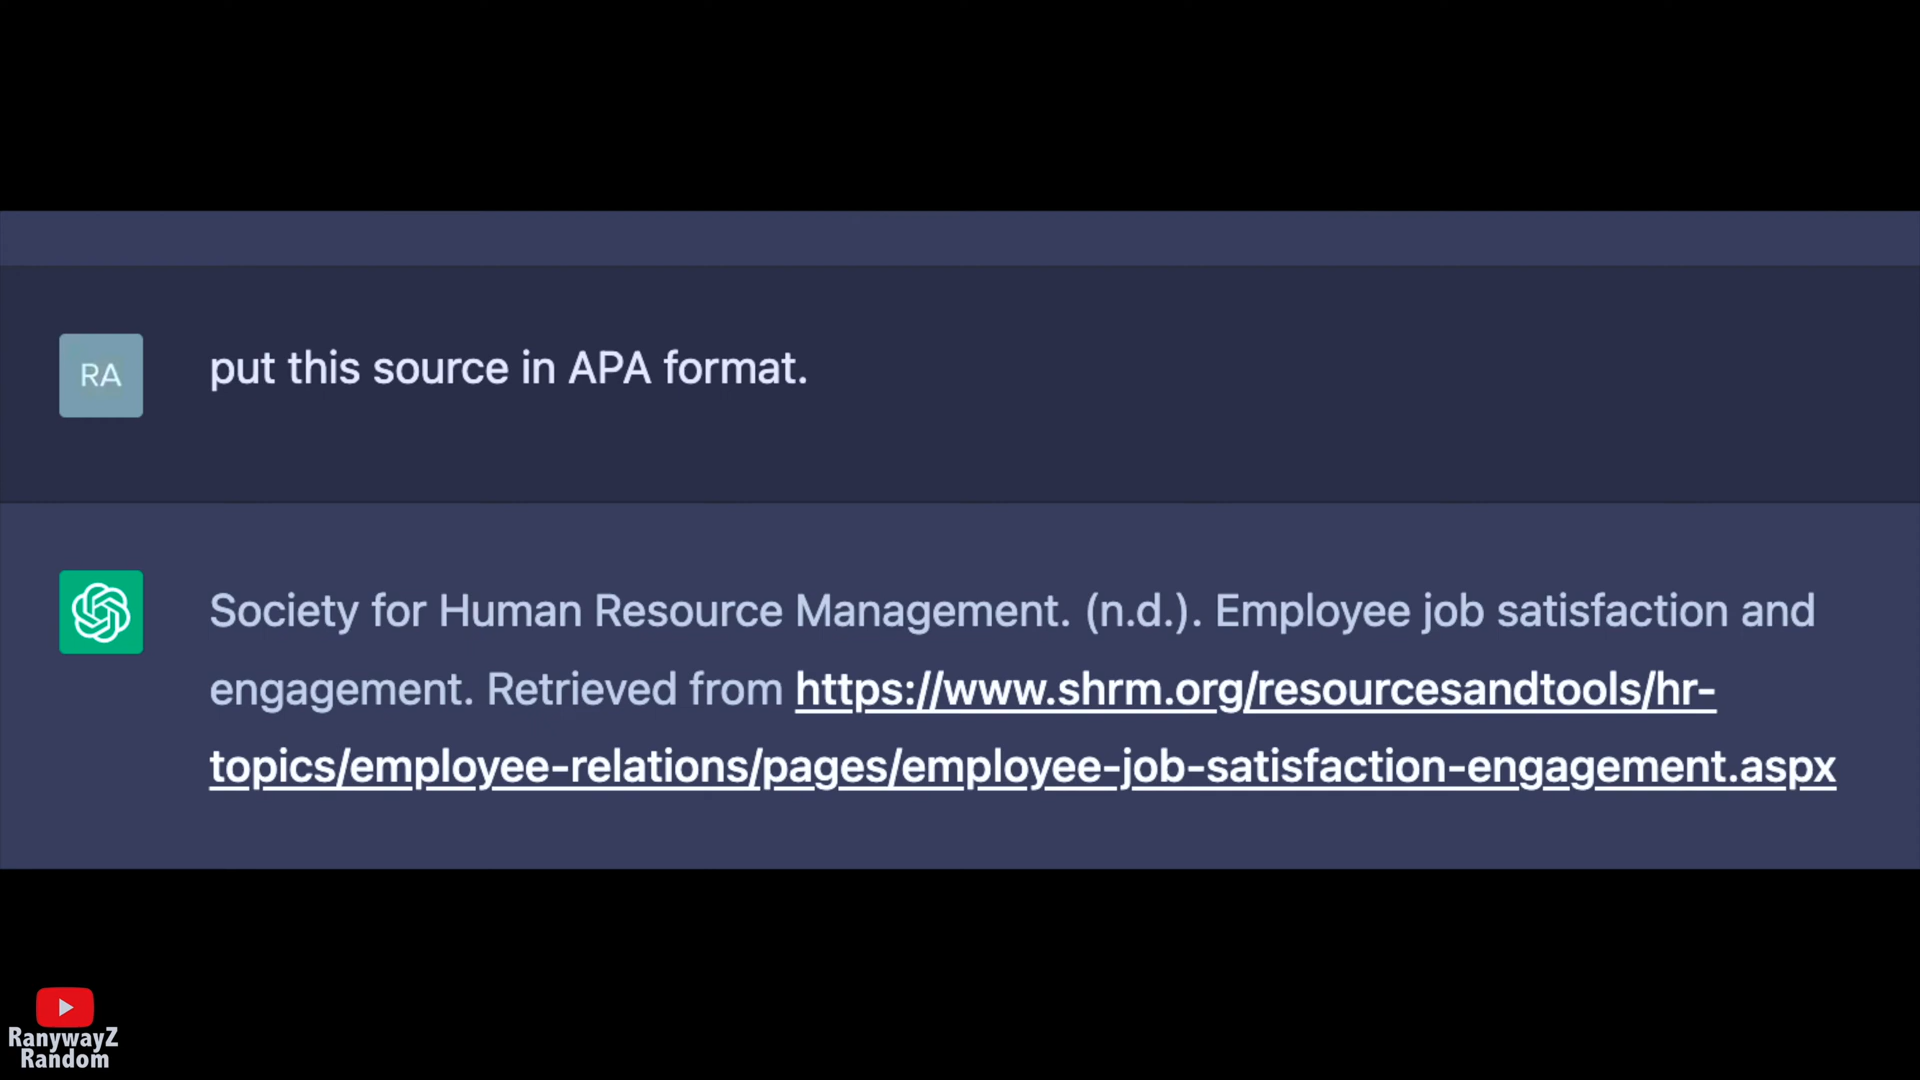 RA
put this source in APA format.
Society for Human Resource Management. (n.d.). Employee job satisfaction and
engagement. Retrieved from https://www.shrm.org/resourcesandtools/hr-
topics/employee-relations/pages/employee-job-satisfaction-engagement.aspx
RanywayZ
Random